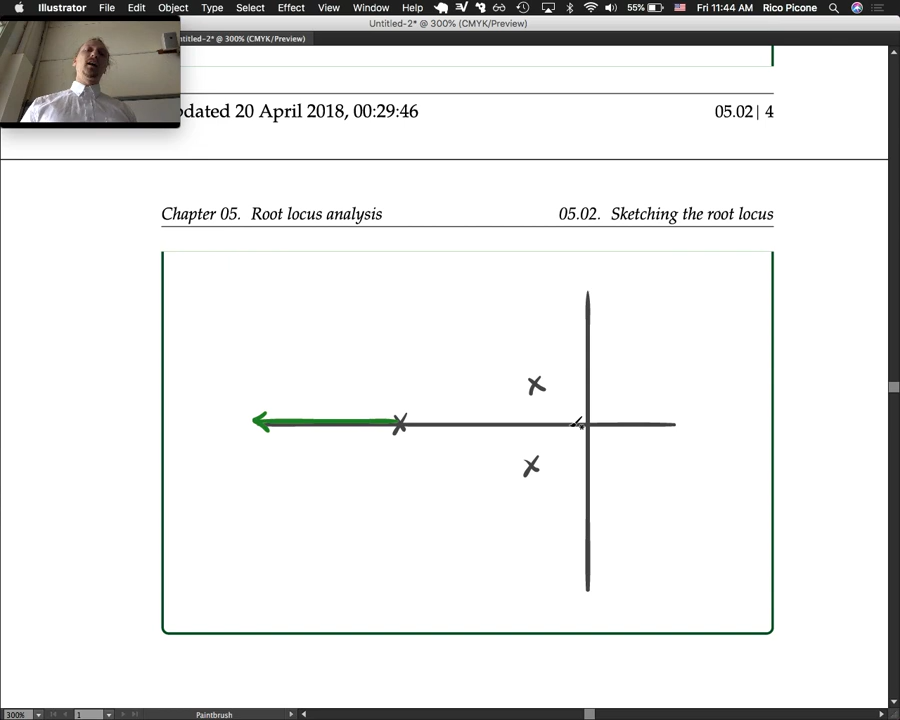 Illustrator File Edit Object Type Select Effect View Window Help 55% Fri 11:44 AM Rico Picone
Untitled-2* @ 300% (CMYK/Preview)
ntitled-2* @ 300% (CMYK/Preview)
pdated 20 April 2018, 00:29:46 05.02| 4
Chapter 05. Root locus analysis 05.02. Sketching the root locus
300% 1 Paintbrush